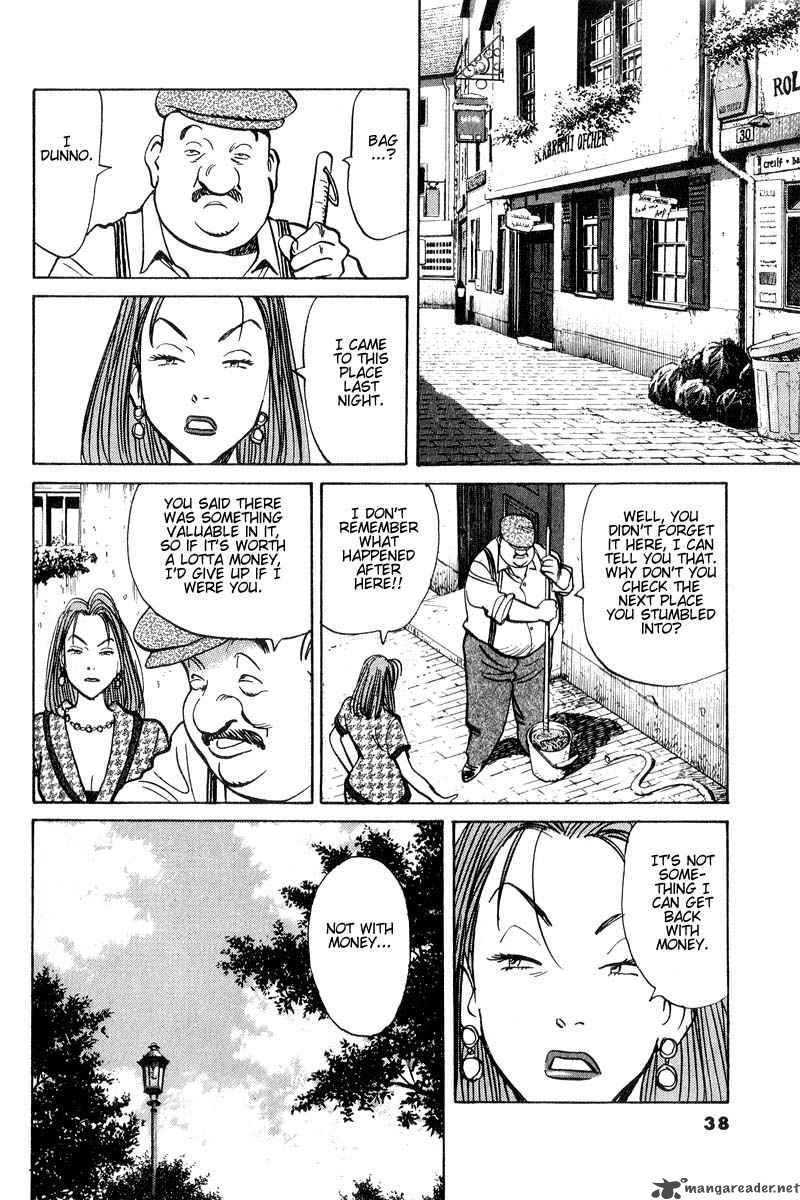 ROL
30
ECKBRECHT OFCHER
BAG
...?
I
DUNNO.
I CAME
TO THIS
PLACE
LAST
NIGHT.
WELL, YOU
DIDN'T FORGET
IT HERE, I CAN
TELL YOU THAT.
WHY DON'T YOU
CHECK THE
NEXT PLACE
YOU STUMBLED
INTO?
I DON'T
REMEMBER
WHAT
HAPPENED
AFTER
HERE!!
YOU SAID THERE
WAS SOMETHING
VALUABLE IN IT,
SO IF IT'S WORTH
A LOTTA MONEY,
I'D GIVE UP IF I
WERE YOU.
IT'S NOT
SOME-
THING I
CAN GET
BACK
WITH
MONEY.
NOT WITH
MONEY...
38
mangareader.net